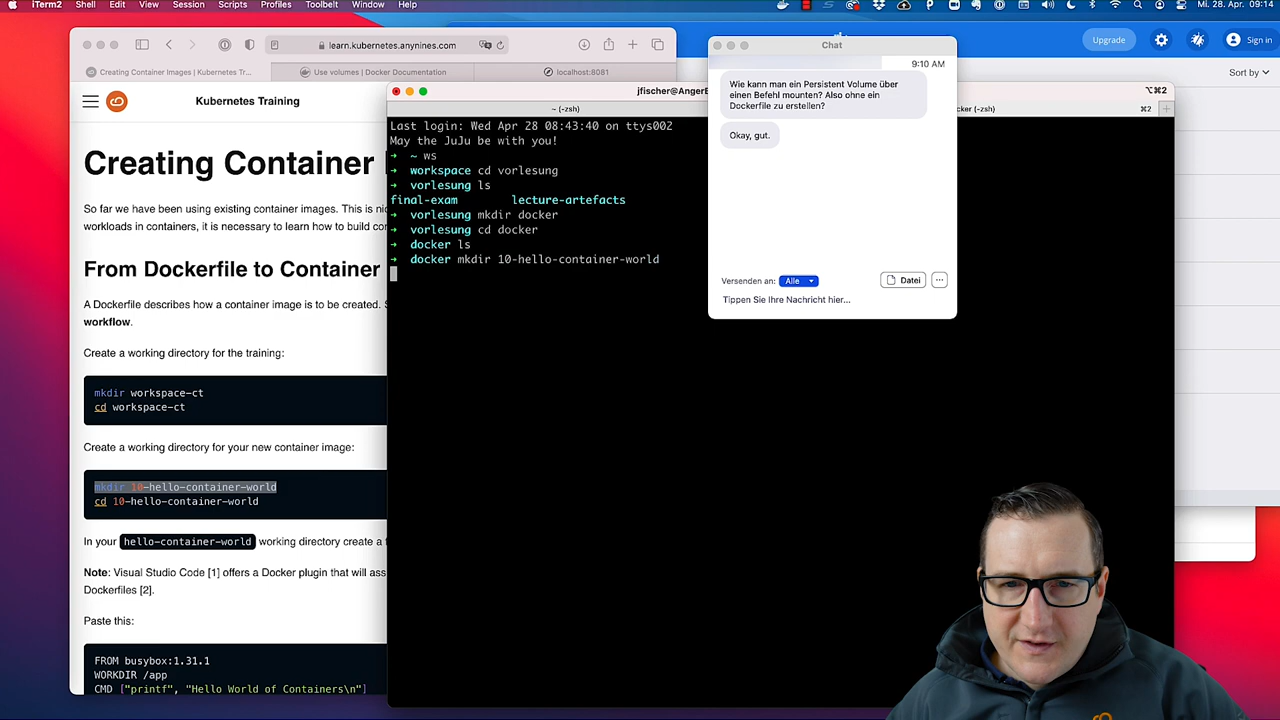 iTerm2 Shell Edit View Session Scripts Profiles Toolbelt Window Help
Mi. 28. Apr. 09:14
learn.kubernetes.anynines.com
Creating Container Images | Kubernetes Tr...
Use volumes | Docker Documentation
localhost:8081
Kubernetes Training
Creating Container
So far we have been using existing container images. This is nic
workloads in containers, it is necessary to learn how to build con
From Dockerfile to Container
A Dockerfile describes how a container image is to be created. S
workflow.
Create a working directory for the training:
mkdir workspace-ct
cd workspace-ct
Create a working directory for your new container image:
mkdir 10-hello-container-world
cd 10-hello-container-world
In your hello-container-world working directory create a f
Note: Visual Studio Code [1] offers a Docker plugin that will ass
Dockerfiles [2].
Paste this:
FROM busybox:1.31.1
WORKDIR /app
CMD ["printf", "Hello World of Containers\n"]
jfischer@AngerB
⌥⌘2
~ (-zsh)
cker (-zsh)
⌘2
Last login: Wed Apr 28 08:43:40 on ttys002
May the JuJu be with you!
➜ ~ ws
➜ workspace cd vorlesung
➜ vorlesung ls
final-exam lecture-artefacts
➜ vorlesung mkdir docker
➜ vorlesung cd docker
➜ docker ls
➜ docker mkdir 10-hello-container-world
Chat
9:10 AM
Wie kann man ein Persistent Volume über
einen Befehl mounten? Also ohne ein
Dockerfile zu erstellen?
Okay, gut.
Versenden an: Alle
Datei
...
Tippen Sie Ihre Nachricht hier...
Upgrade
Sign in
Sort by